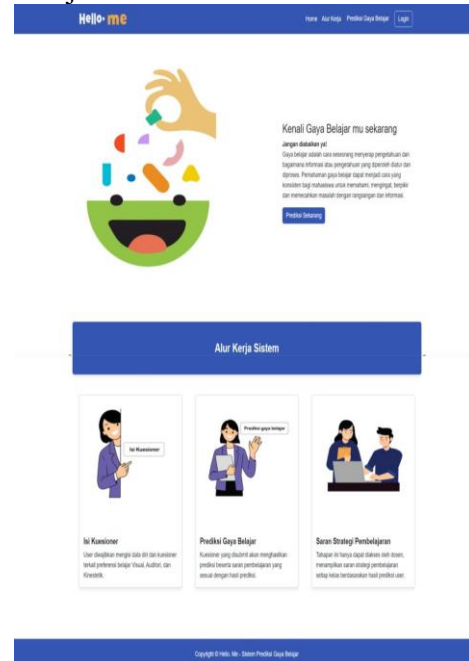 Hello. me
Home Alur Kerja Prediksi Gaya Belajar Login
Kenali Gaya Belajar mu sekarang
Jangan diabaikan ya!
Gaya belajar adalah cara seseorang menyerap pengetahuan dan
bagaimana informasi atau pengetahuan yang diperoleh diatur dan
diproses. Pemahaman gaya belajar dapat menjadi cara yang
konsisten bagi mahasiswa untuk memahami, mengingat, berpikir
dan memecahkan masalah dengan rangsangan dan informasi.
Prediksi Sekarang
Alur Kerja Sistem
Isi Kuesioner
Prediksi gaya belajar
Isi Kuesioner
User diwajibkan mengisi data diri dan kuesioner
terkait preferensi belajar Visual, Auditori, dan
Kinestetik.
Prediksi Gaya Belajar
Kuesioner yang disubmit akan menghasilkan
prediksi beserta saran pembelajaran yang
sesuai dengan hasil prediksi.
Saran Strategi Pembelajaran
Tahapan ini hanya dapat diakses oleh dosen,
menampilkan saran strategi pembelajaran
setiap kelas berdasarakan hasil prediksi user.
Copyright © Hello. Me - Sistem Prediksi Gaya Belajar